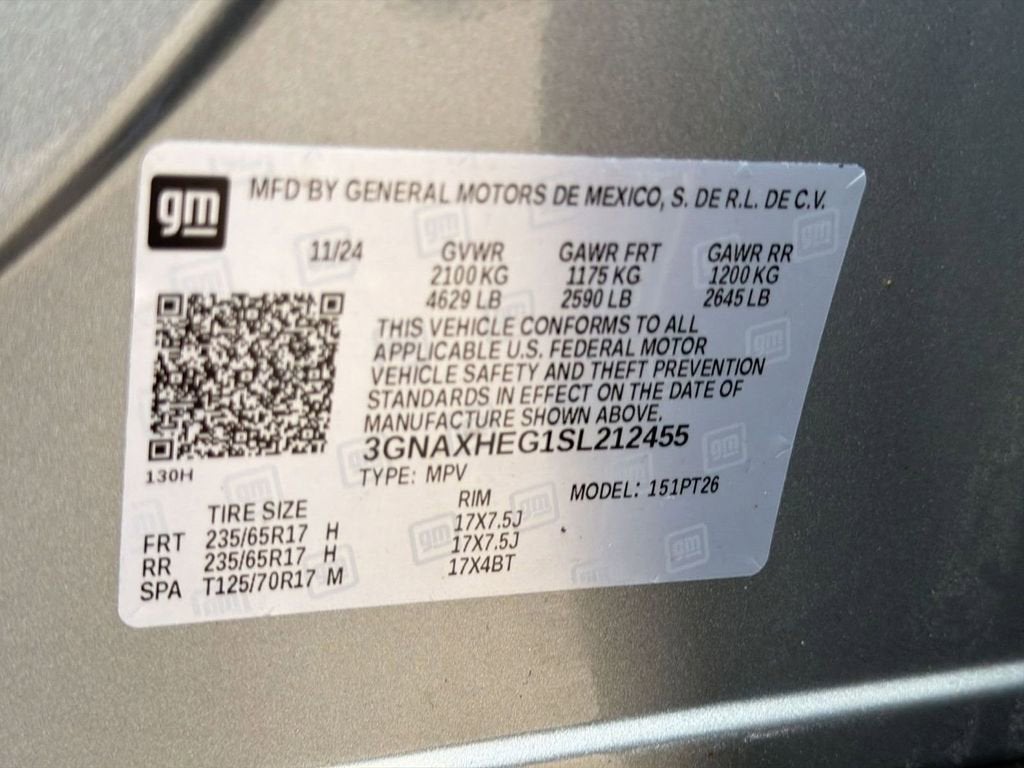 gm
MFD BY GENERAL MOTORS DE MEXICO, S. DE R.L. DE C.V.
11/24 GVWR GAWR FRT GAWR RR
2100 KG 1175 KG 1200 KG
4629 LB 2590 LB 2645 LB
THIS VEHICLE CONFORMS TO ALL
APPLICABLE U.S. FEDERAL MOTOR
VEHICLE SAFETY AND THEFT PREVENTION
STANDARDS IN EFFECT ON THE DATE OF
MANUFACTURE SHOWN ABOVE.
3GNAXHEG1SL212455
130H
TYPE: MPV MODEL: 151PT26
TIRE SIZE RIM
FRT 235/65R17 H 17X7.5J
RR 235/65R17 H 17X7.5J
SPA T125/70R17 M 17X4BT